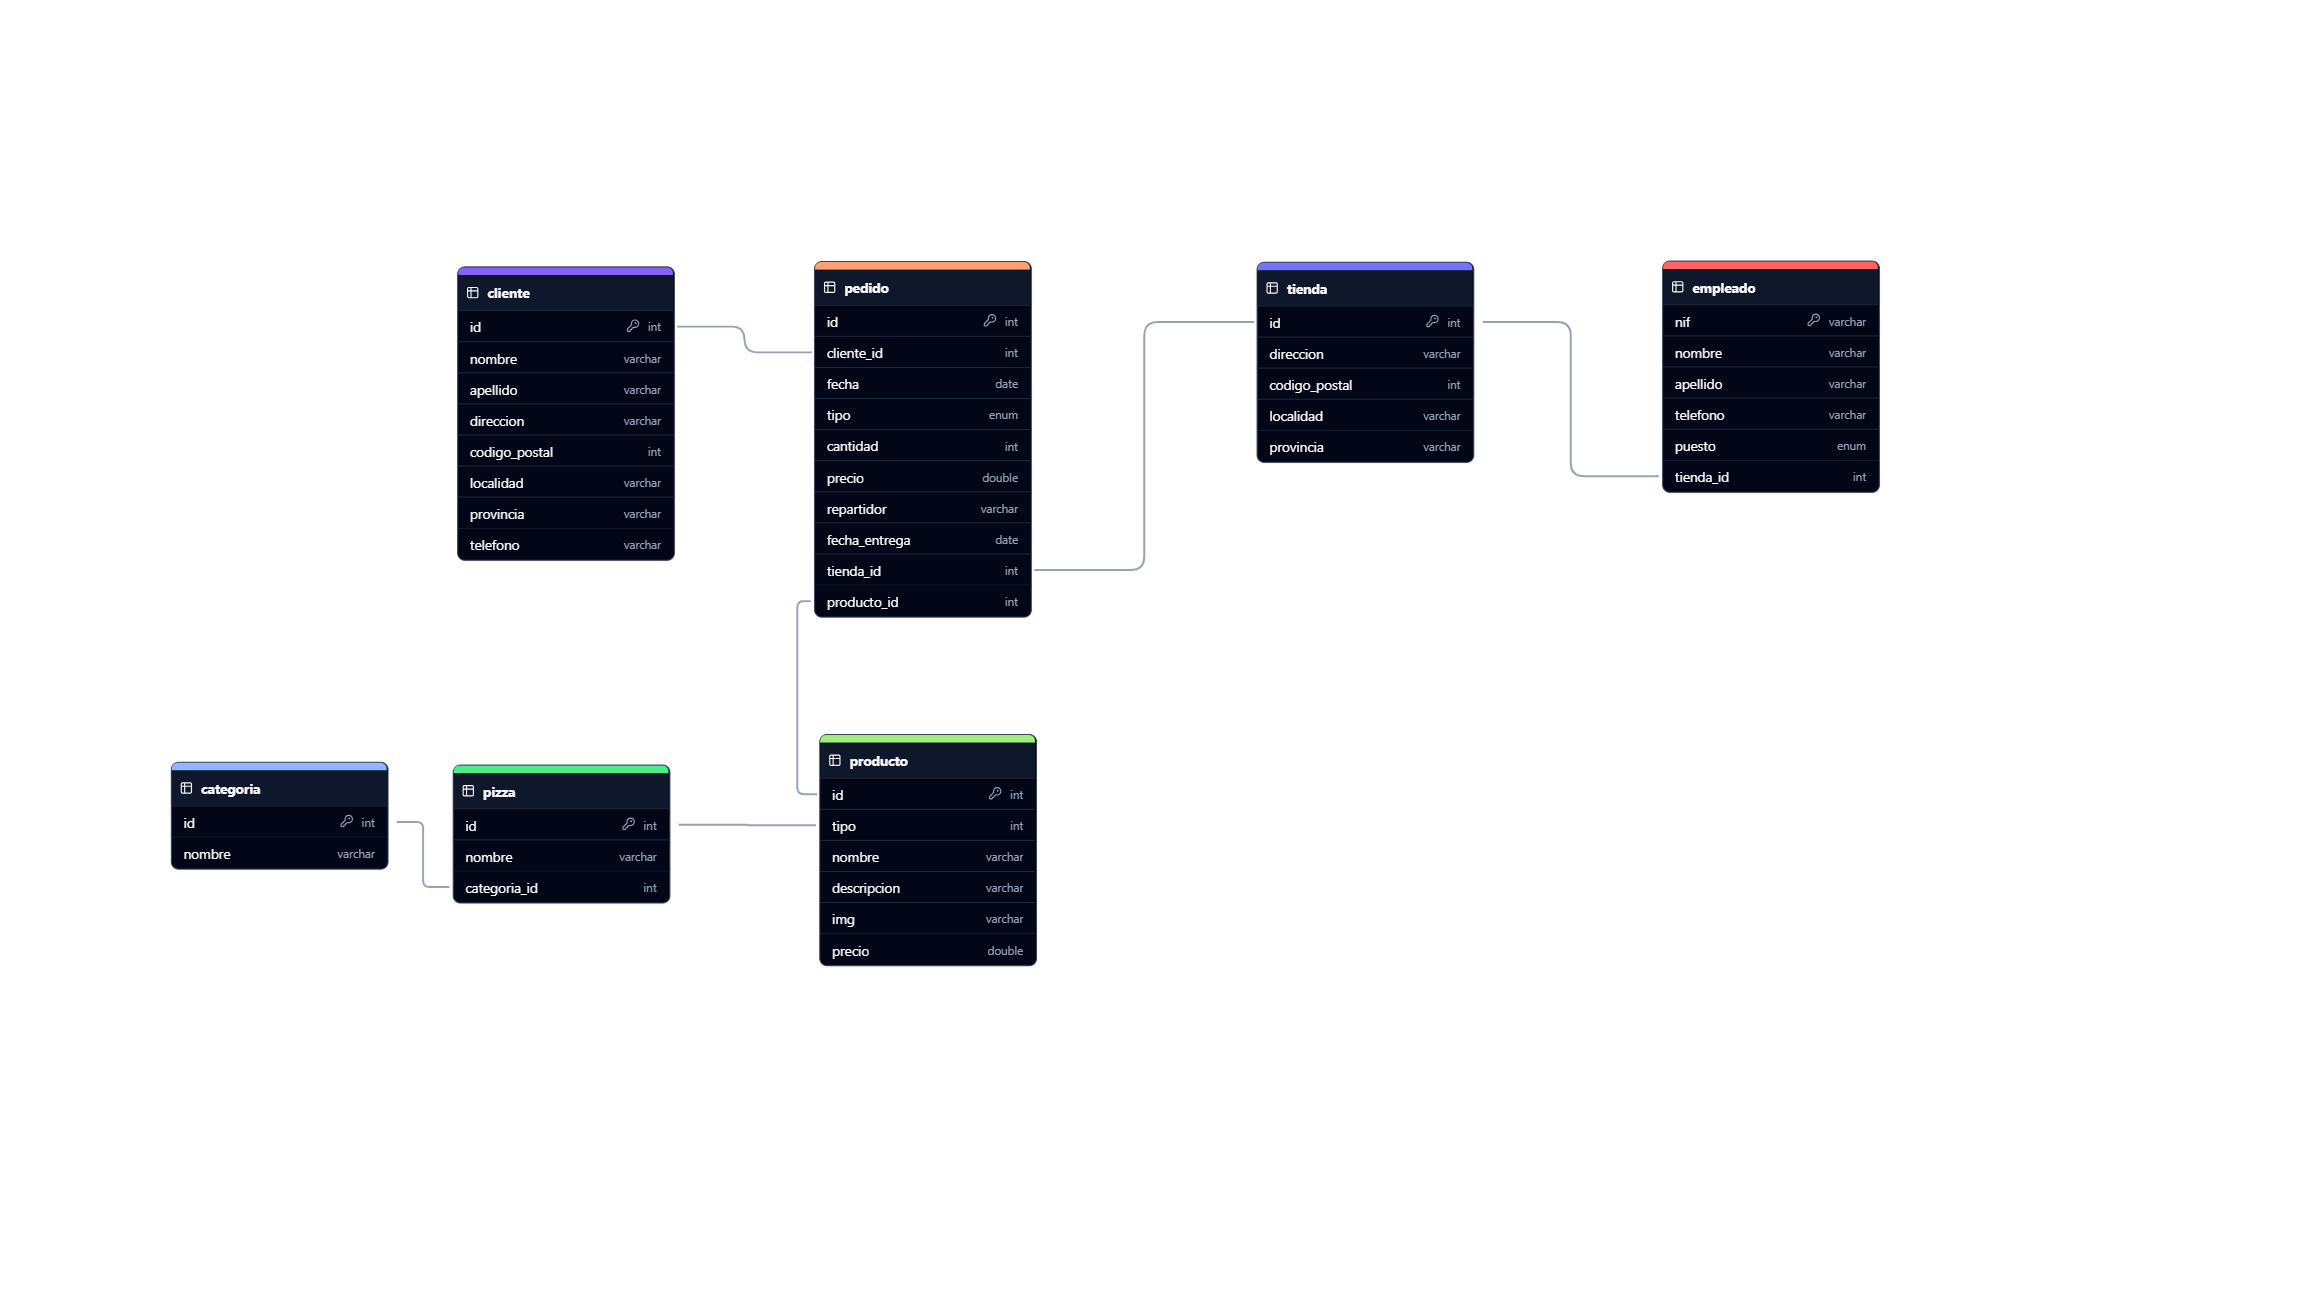 cliente
id int
nombre varchar
apellido varchar
direccion varchar
codigo_postal int
localidad varchar
provincia varchar
telefono varchar
pedido
id int
cliente_id int
fecha date
tipo enum
cantidad int
precio double
repartidor varchar
fecha_entrega date
tienda_id int
producto_id int
tienda
id int
direccion varchar
codigo_postal int
localidad varchar
provincia varchar
empleado
nif varchar
nombre varchar
apellido varchar
telefono varchar
puesto enum
tienda_id int
categoria
id int
nombre varchar
pizza
id int
nombre varchar
categoria_id int
producto
id int
tipo int
nombre varchar
descripcion varchar
img varchar
precio double